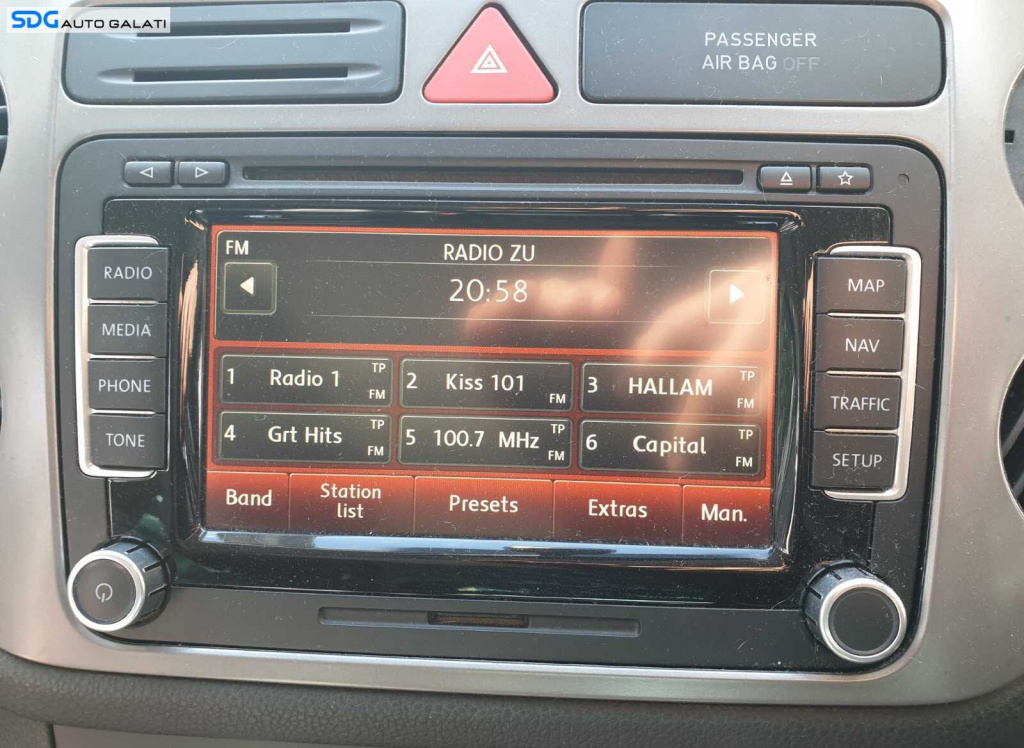 SDG AUTO GALATI
PASSENGER
AIR BAG OFF
RADIO
MEDIA
PHONE
TONE
FM
RADIO ZU
20:58
1 Radio 1 TP FM
2 Kiss 101 FM
3 HALLAM TP FM
4 Grt Hits TP FM
5 100.7 MHz TP FM
6 Capital TP FM
Band
Station
list
Presets
Extras
Man.
MAP
NAV
TRAFFIC
SETUP